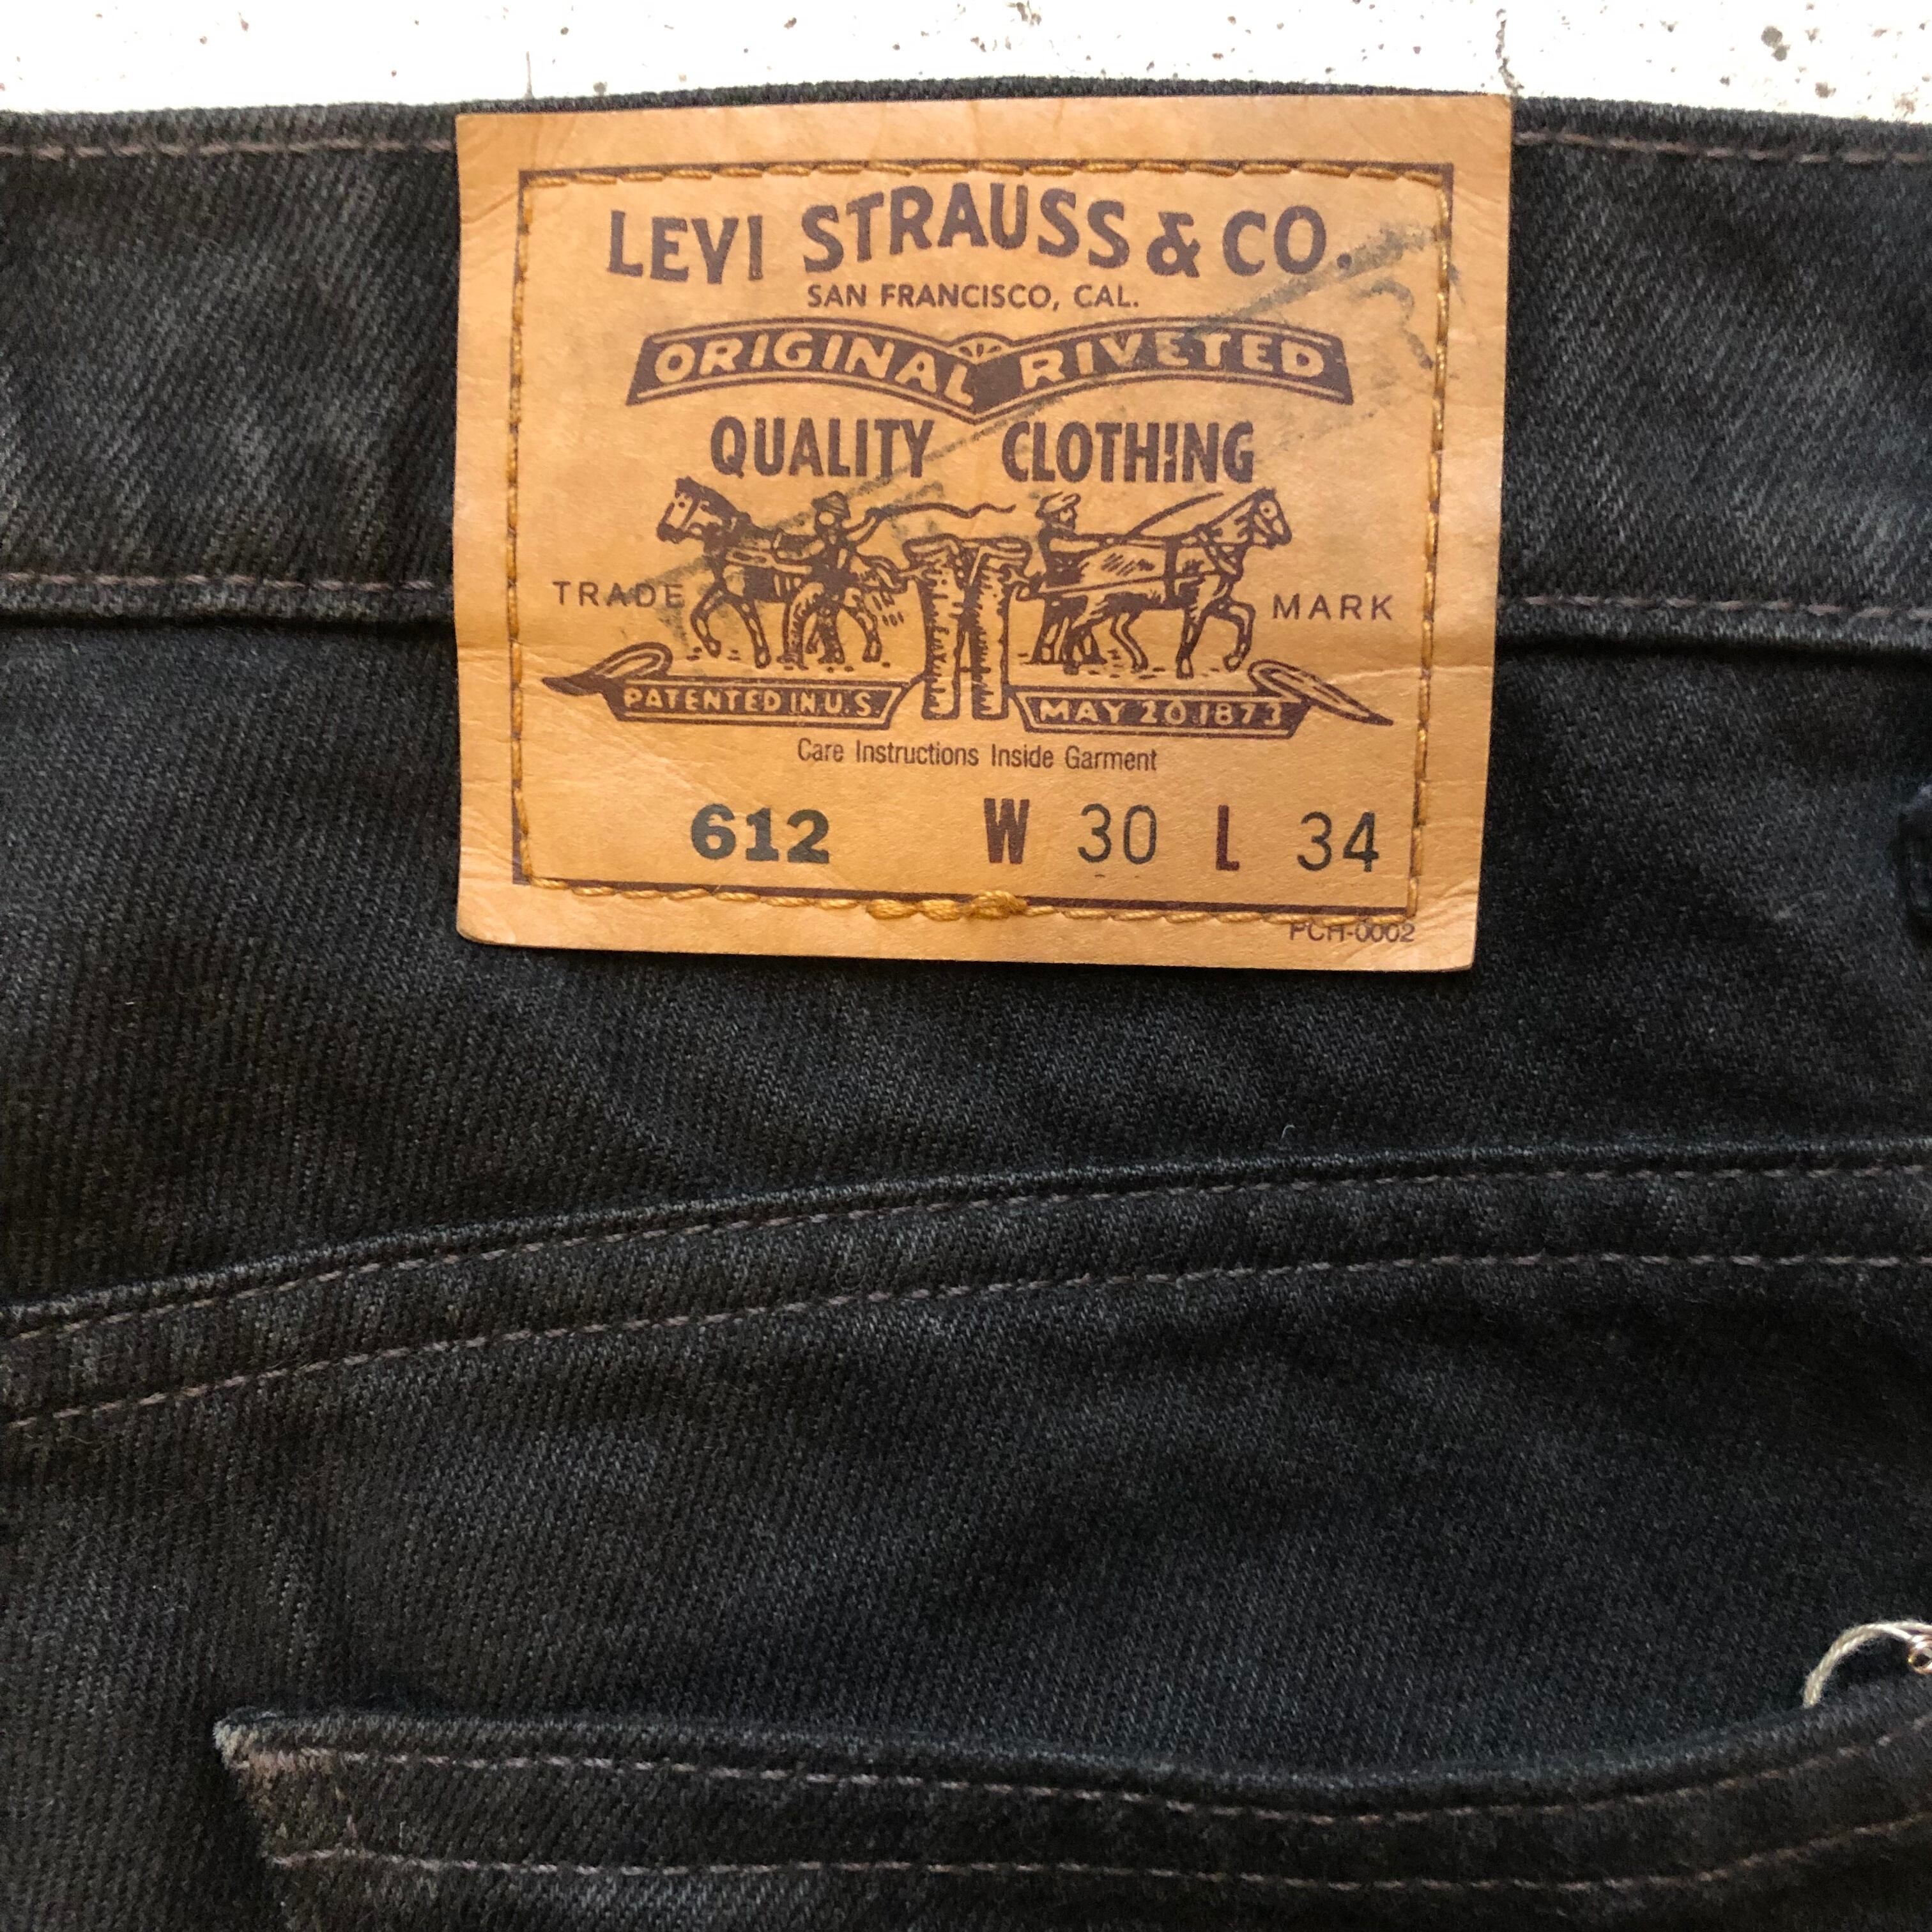 LEVI STRAUSS & CO.
SAN FRANCISCO, CAL.
ORIGINAL RIVETED
QUALITY CLOTHING
TRADE MARK
PATENTED IN U.S. MAY 20 1873
Care Instructions Inside Garment
612 W 30 L 34
PCH-0002